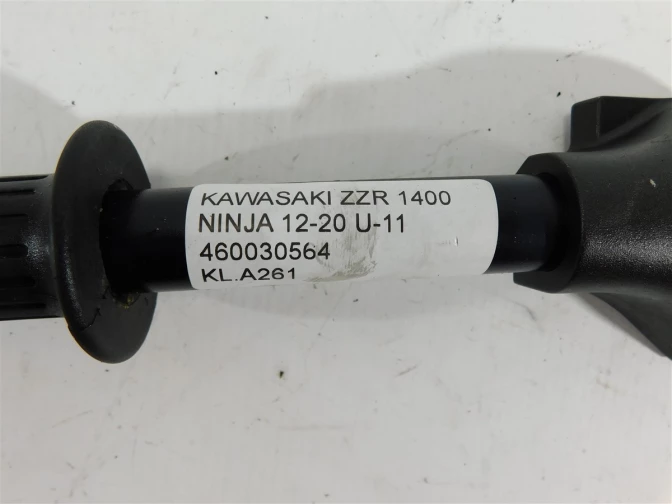 KAWASAKI ZZR 1400
NINJA 12-20 U-11
460030564
KL.A261